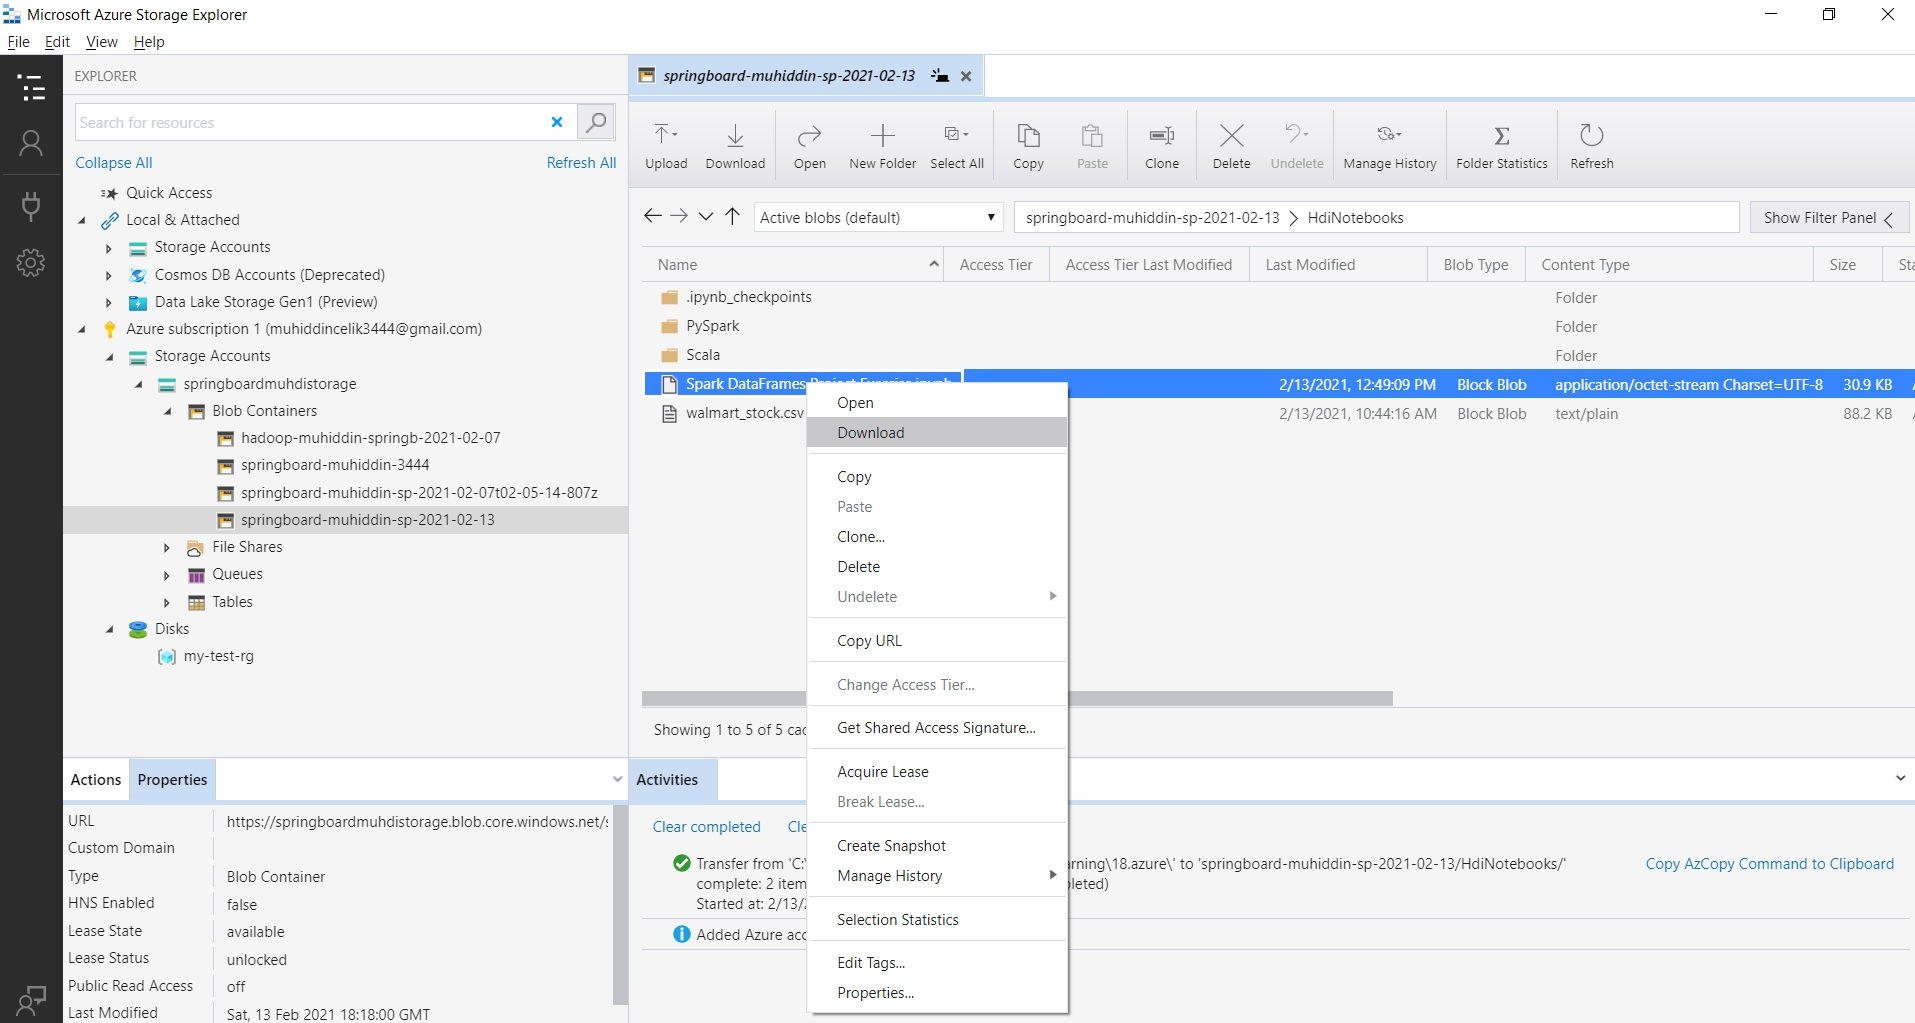 Microsoft Azure Storage Explorer
File Edit View Help
EXPLORER
Search for resources
Collapse All Refresh All
Quick Access
Local & Attached
Storage Accounts
Cosmos DB Accounts (Deprecated)
Data Lake Storage Gen1 (Preview)
Azure subscription 1 (muhiddincelik3444@gmail.com)
Storage Accounts
springboardmuhdistorage
Blob Containers
hadoop-muhiddin-springb-2021-02-07
springboard-muhiddin-3444
springboard-muhiddin-sp-2021-02-07t02-05-14-807z
springboard-muhiddin-sp-2021-02-13
File Shares
Queues
Tables
Disks
my-test-rg
Actions Properties
URL https://springboardmuhdistorage.blob.core.windows.net/
Custom Domain
Type Blob Container
HNS Enabled false
Lease State available
Lease Status unlocked
Public Read Access off
Last Modified Sat, 13 Feb 2021 18:18:00 GMT
springboard-muhiddin-sp-2021-02-13
Upload Download Open New Folder Select All Copy Paste Clone Delete Undelete Manage History Folder Statistics Refresh
Active blobs (default) springboard-muhiddin-sp-2021-02-13 > HdiNotebooks Show Filter Panel
Name Access Tier Access Tier Last Modified Last Modified Blob Type Content Type Size Sta
.ipynb_checkpoints Folder
PySpark Folder
Scala Folder
Spark DataFrames 2/13/2021, 12:49:09 PM Block Blob application/octet-stream Charset=UTF-8 30.9 KB
walmart_stock.csv 2/13/2021, 10:44:16 AM Block Blob text/plain 88.2 KB
Open
Download
Copy
Paste
Clone...
Delete
Undelete
Copy URL
Change Access Tier...
Get Shared Access Signature...
Acquire Lease
Break Lease...
Create Snapshot
Manage History
Selection Statistics
Edit Tags...
Properties...
Showing 1 to 5 of 5 cac
Activities
Clear completed Cle
Transfer from 'C:\ arning\18.azure\' to 'springboard-muhiddin-sp-2021-02-13/HdiNotebooks/' Copy AzCopy Command to Clipboard
complete: 2 item leted)
Started at: 2/13/
Added Azure acc